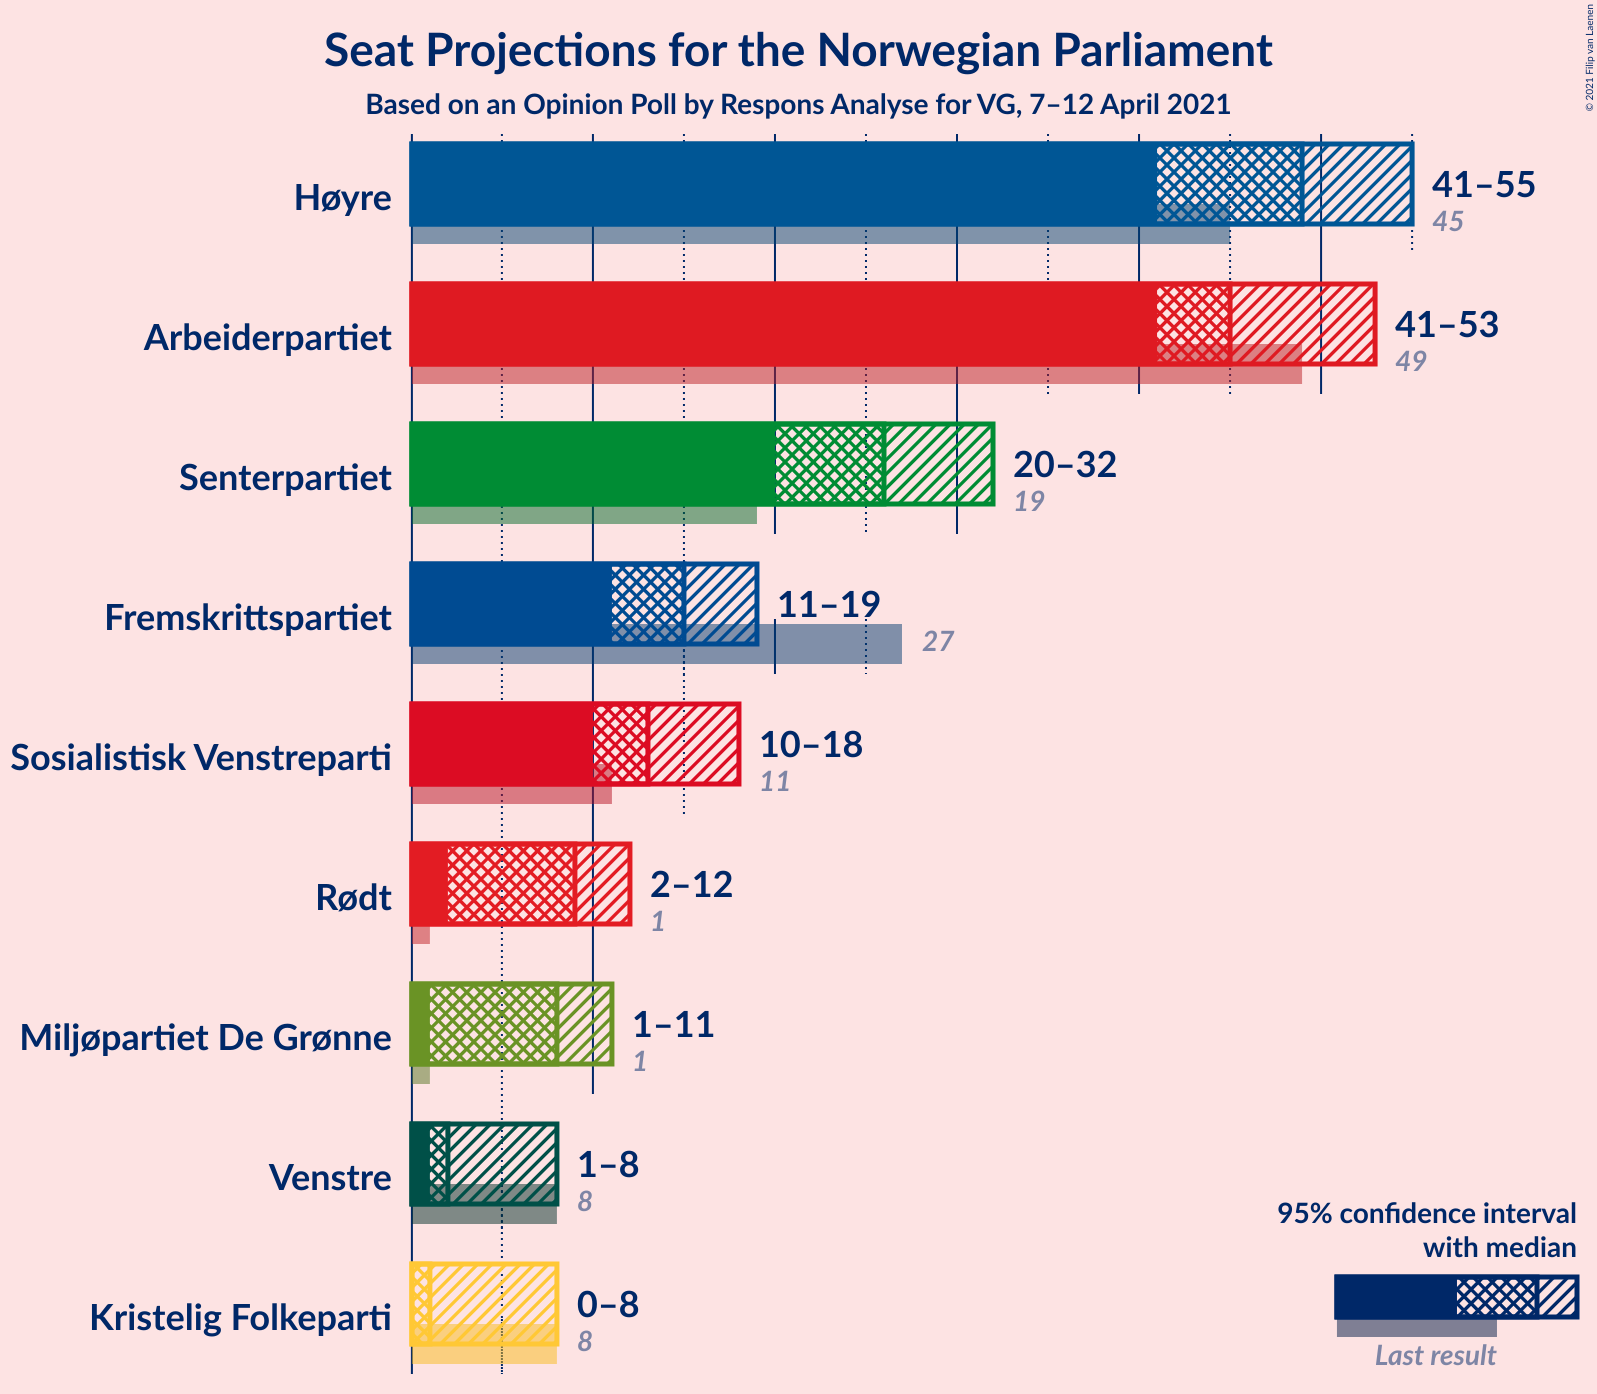 Seat Projections for the Norwegian Parliament
Based on an Opinion Poll by Respons Analyse for VG, 7–12 April 2021
© 2021 Filip van Laenen
Høyre
41–55
45
Arbeiderpartiet
41–53
49
Senterpartiet
20–32
19
Fremskrittspartiet
11–19
27
Sosialistisk Venstreparti
10–18
11
Rødt
2–12
1
Miljøpartiet De Grønne
1–11
1
Venstre
1–8
8
Kristelig Folkeparti
0–8
8
95% confidence interval
with median
Last result